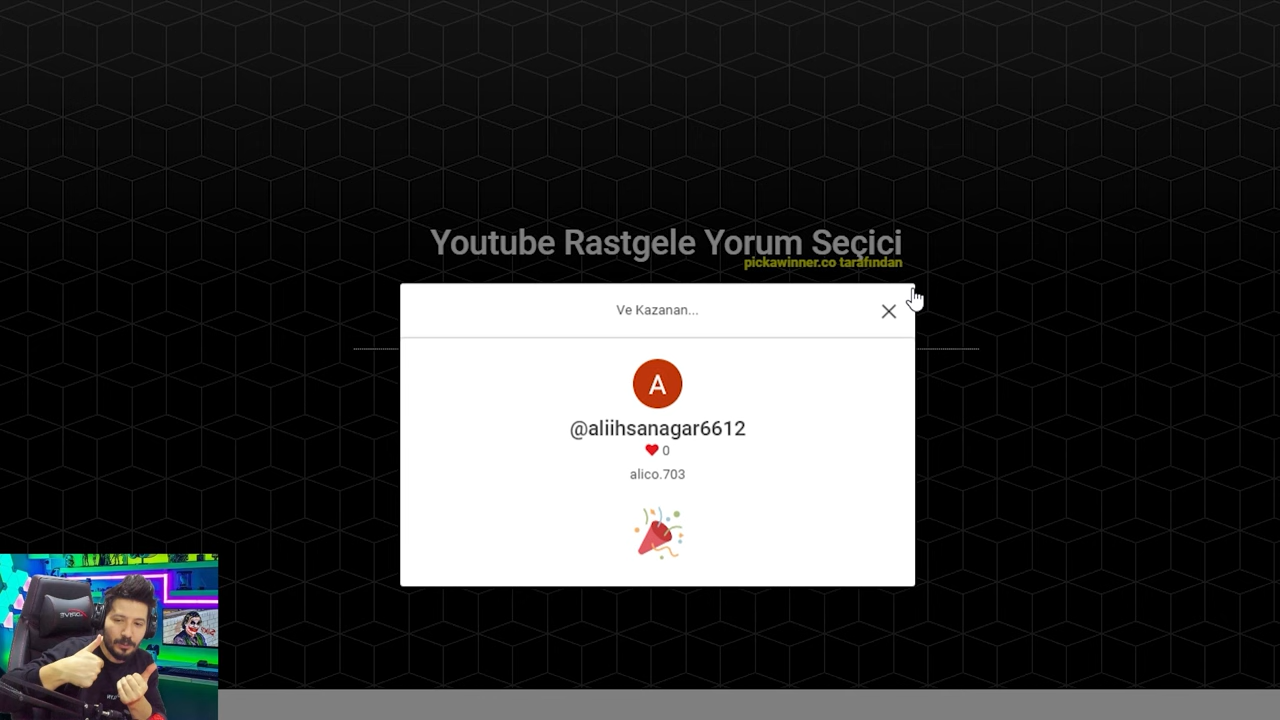 Youtube Rastgele Yorum Seçici
pickawinner.co tarafından
Ve Kazanan...
A
@aliihsanagar6612
0
alico.703